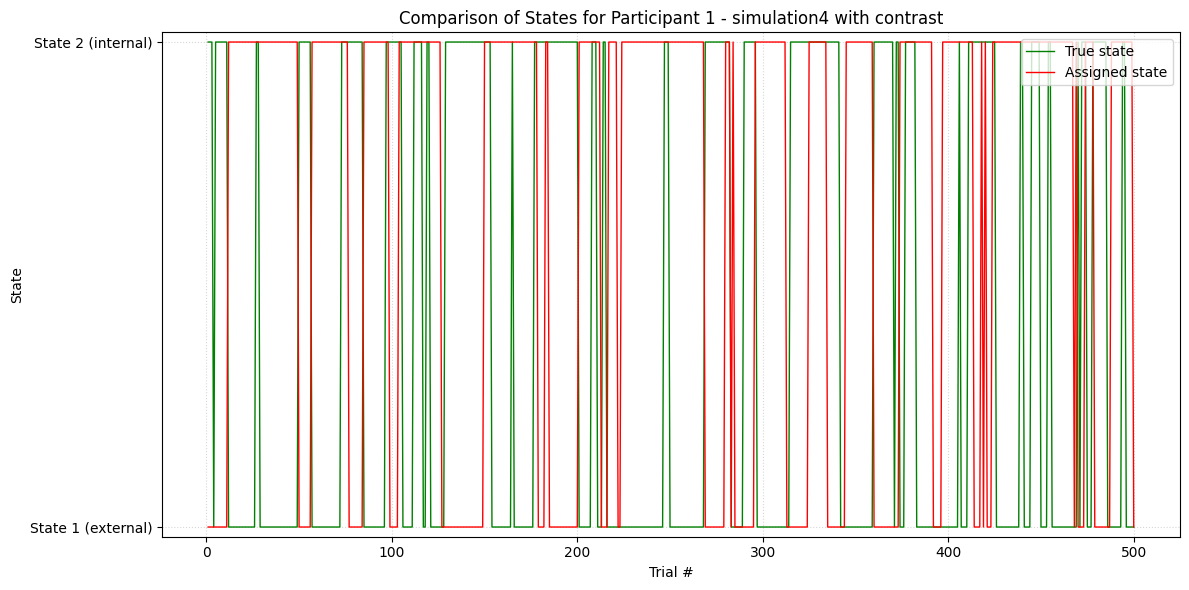 Comparison of States for Participant 1 - simulation4 with contrast
State 2 (internal)
True state
Assigned state
State
State 1 (external)
0
100
200
300
400
500
Trial #